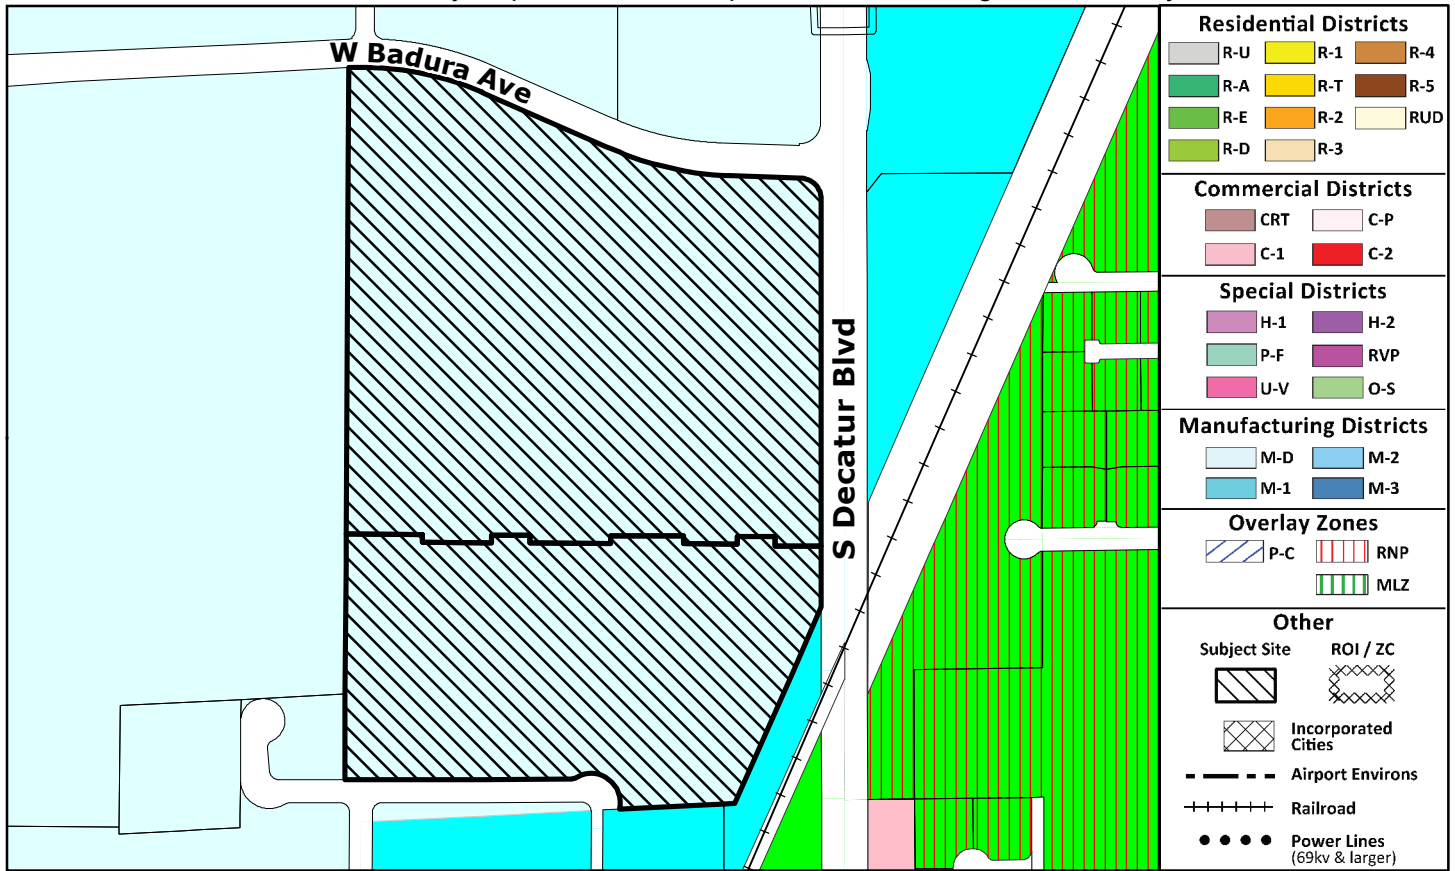 W Badura Ave
S Decatur Blvd
Residential Districts
R-U R-1 R-4
R-A R-T R-5
R-E R-2 RUD
R-D R-3
Commercial Districts
CRT C-P
C-1 C-2
Special Districts
H-1 H-2
P-F RVP
U-V O-S
Manufacturing Districts
M-D M-2
M-1 M-3
Overlay Zones
P-C RNP
MLZ
Other
Subject Site ROI / ZC
Incorporated
Cities
Airport Environs
Railroad
Power Lines
(69kv & larger)